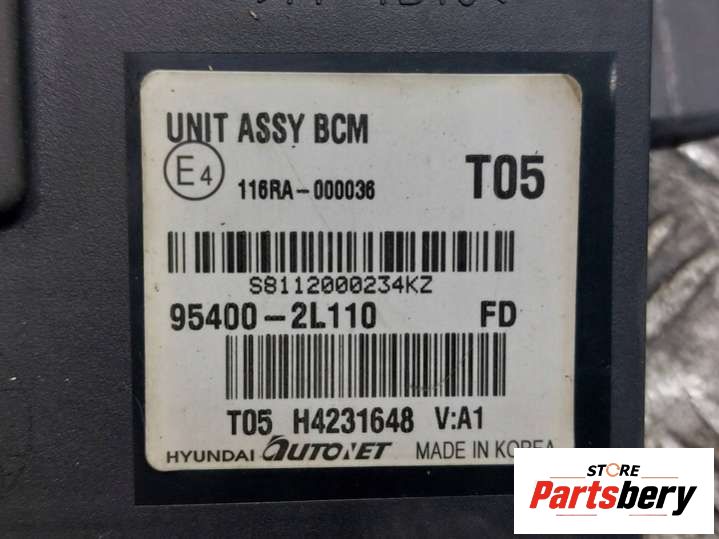 UNIT ASSY BCM
E4
116RA-000036
T05
S8112000234KZ
95400-2L110 FD
T05 H4231648 V:A1
HYUNDAI AUTONET MADE IN KOREA
STORE
Partsbery